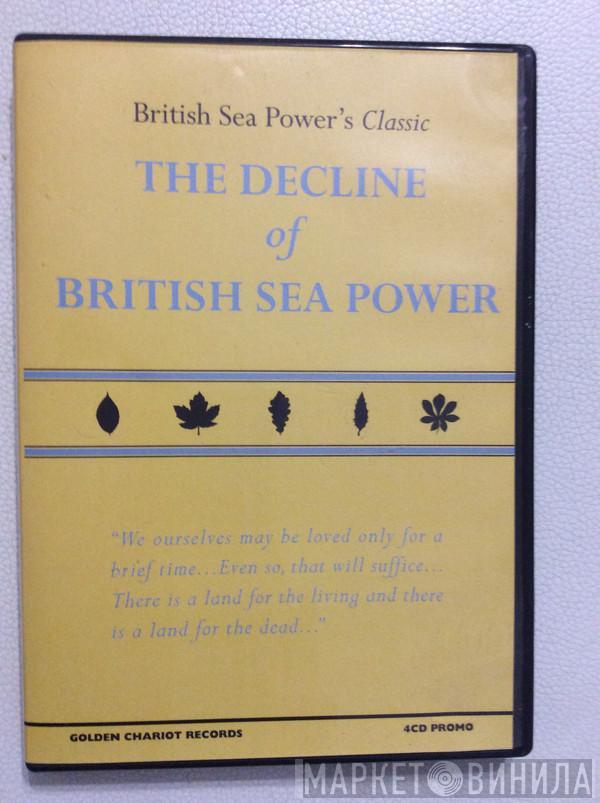 British Sea Power's Classic
THE DECLINE
of
BRITISH SEA POWER
"We ourselves may be loved only for a
brief time...Even so, that will suffice...
There is a land for the living and there
is a land for the dead..."
GOLDEN CHARIOT RECORDS
4CD PROMO
МАРКЕТ ВИНИЛА